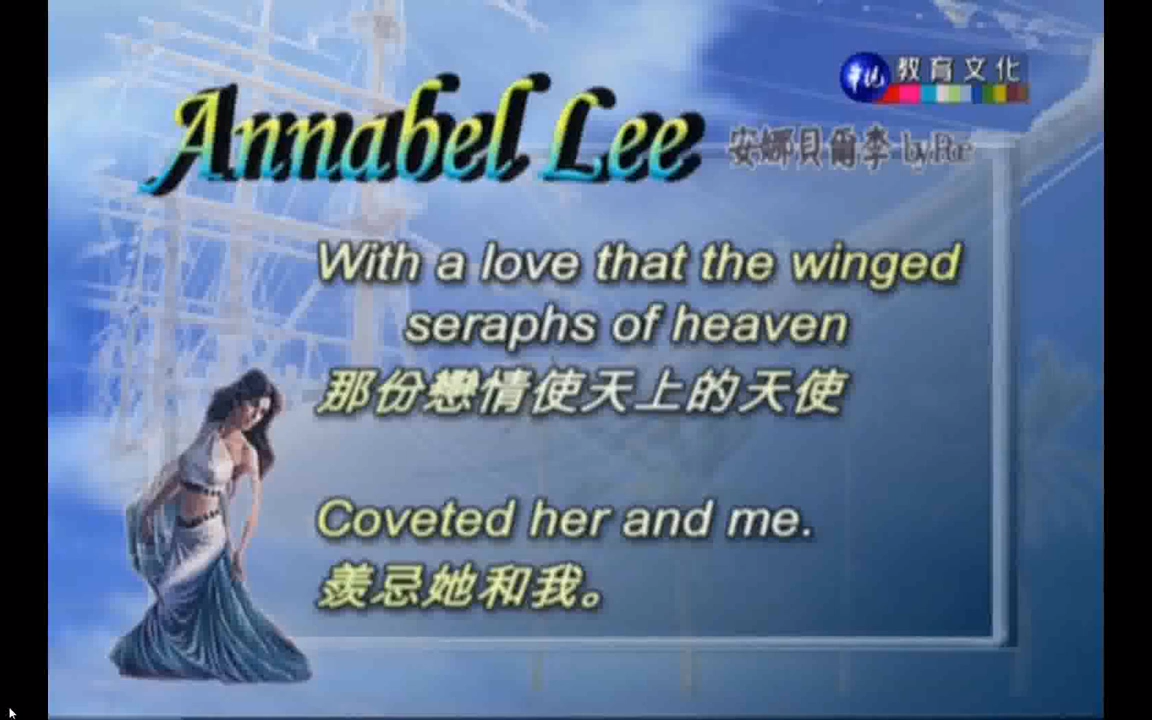 教育文化
Annabel Lee
安娜貝爾李 by Poe
With a love that the winged
seraphs of heaven
那份戀情使天上的天使
Coveted her and me.
羨忌她和我。